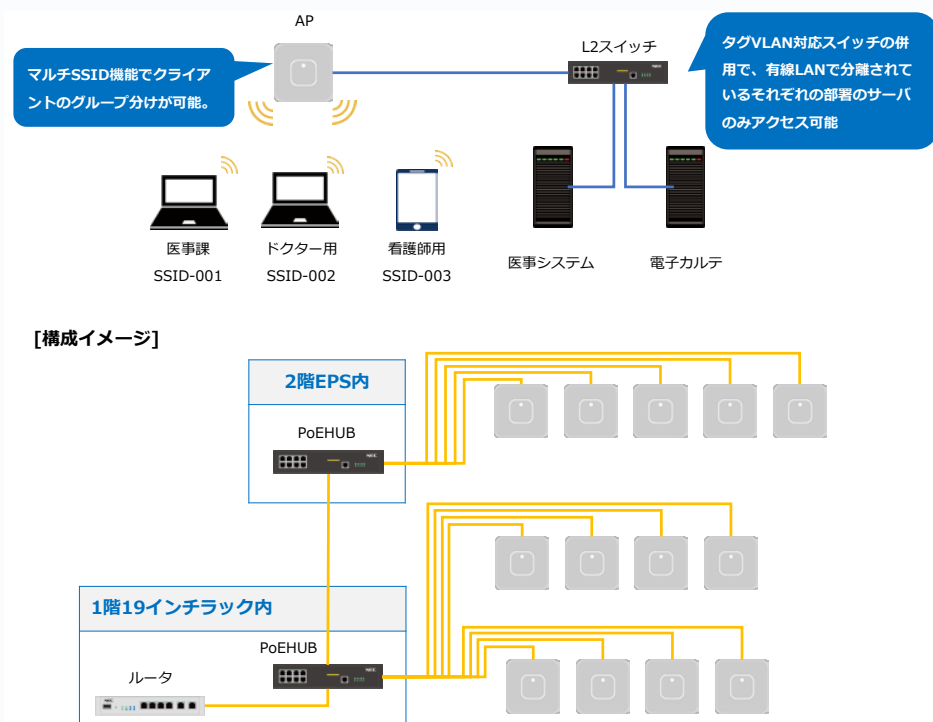 AP
L2スイッチ
マルチSSID機能でクライア
ントのグループ分けが可能。
タグVLAN対応スイッチの併
用で、有線LANで分離されて
いるそれぞれの部署のサーバ
のみアクセス可能
医事課
SSID-001
ドクター用
SSID-002
看護師用
SSID-003
医事システム
電子カルテ
[構成イメージ]
2階EPS内
PoEHUB
NEC
1階19インチラック内
PoEHUB
NEC
ルータ
NEC